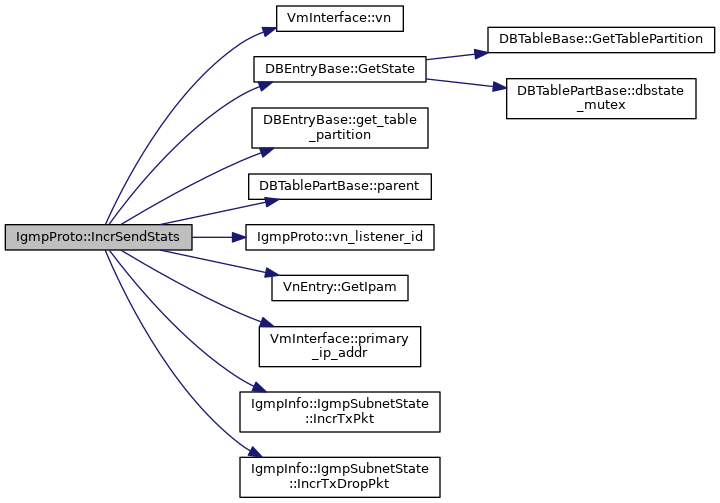 VmInterface::vn
DBEntryBase::GetState
DBTableBase::GetTablePartition
DBTablePartBase::dbstate
_mutex
DBEntryBase::get_table
_partition
DBTablePartBase::parent
IgmpProto::IncrSendStats
IgmpProto::vn_listener_id
VnEntry::GetIpam
VmInterface::primary
_ip_addr
IgmpInfo::IgmpSubnetState
::IncrTxPkt
IgmpInfo::IgmpSubnetState
::IncrTxDropPkt